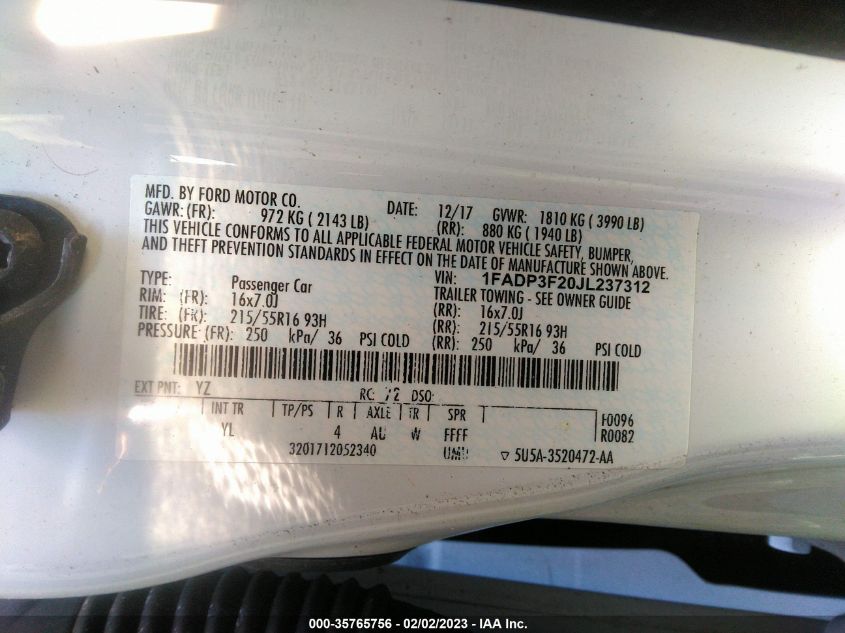 MFD. BY FORD MOTOR CO. DATE: 12/17 GVWR: 1810 KG ( 3990 LB)
GAWR: (FR): 972 KG ( 2143 LB) (RR): 880 KG ( 1940 LB)
THIS VEHICLE CONFORMS TO ALL APPLICABLE FEDERAL MOTOR VEHICLE SAFETY, BUMPER,
AND THEFT PREVENTION STANDARDS IN EFFECT ON THE DATE OF MANUFACTURE SHOWN ABOVE.
TYPE: Passenger Car VIN: 1FADP3F20JL237312
TRAILER TOWING - SEE OWNER GUIDE
RIM: (FR): 16x7.0J (RR): 16x7.0J
TIRE: (FR): 215/55R16 93H (RR): 215/55R16 93H
PRESSURE: (FR): 250 kPa/ 36 PSI COLD (RR): 250 kPa/ 36 PSI COLD
EXT PNT: YZ RC: 72 DSO:
INT TR TP/PS R AXLE TR SPR F0096
YL 4 AU W FFFF R0082
3201712052340 UMU ▽ 5U5A-3520472-AA
000-35765756 - 02/02/2023 - IAA Inc.